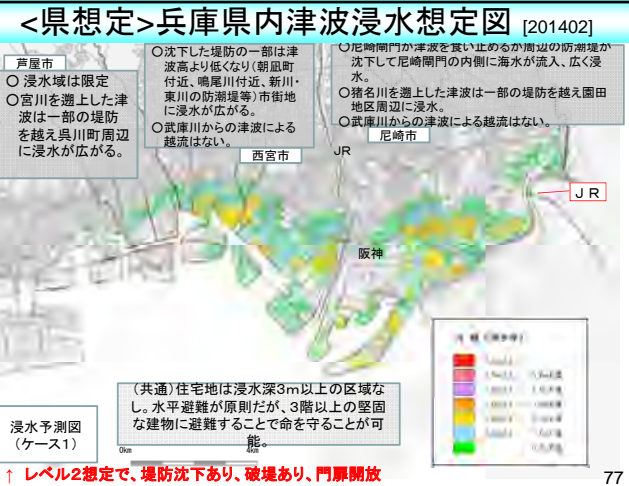 <県想定>兵庫県内津波浸水想定図 [201402]
芦屋市
○ 浸水域は限定
○宮川を遡上した津
波は一部の堤防
を越え呉川町周辺
に浸水が広がる。
○沈下した堤防の一部は津
波高より低くなり(朝凪町
付近、鳴尾川付近、新川・
東川の防潮堤等)市街地
に浸水が広がる。
○武庫川からの津波による
越流はない。
西宮市
○尼崎閘門が津波を食い止めるが周辺の防潮堤が
沈下して尼崎閘門の内側に海水が流入、広く浸
水。
○猪名川を遡上した津波は一部の堤防を越え園田
地区周辺に浸水。
○武庫川からの津波による越流はない。
尼崎市
JR
JR
阪神
(共通)住宅地は浸水深3m以上の区域な
し。水平避難が原則だが、3階以上の堅固
な建物に避難することで命を守ることが可
能。
浸水予測図
(ケース1)
0km 4km
↑ レベル2想定で、堤防沈下あり、破堤あり、門扉開放
77